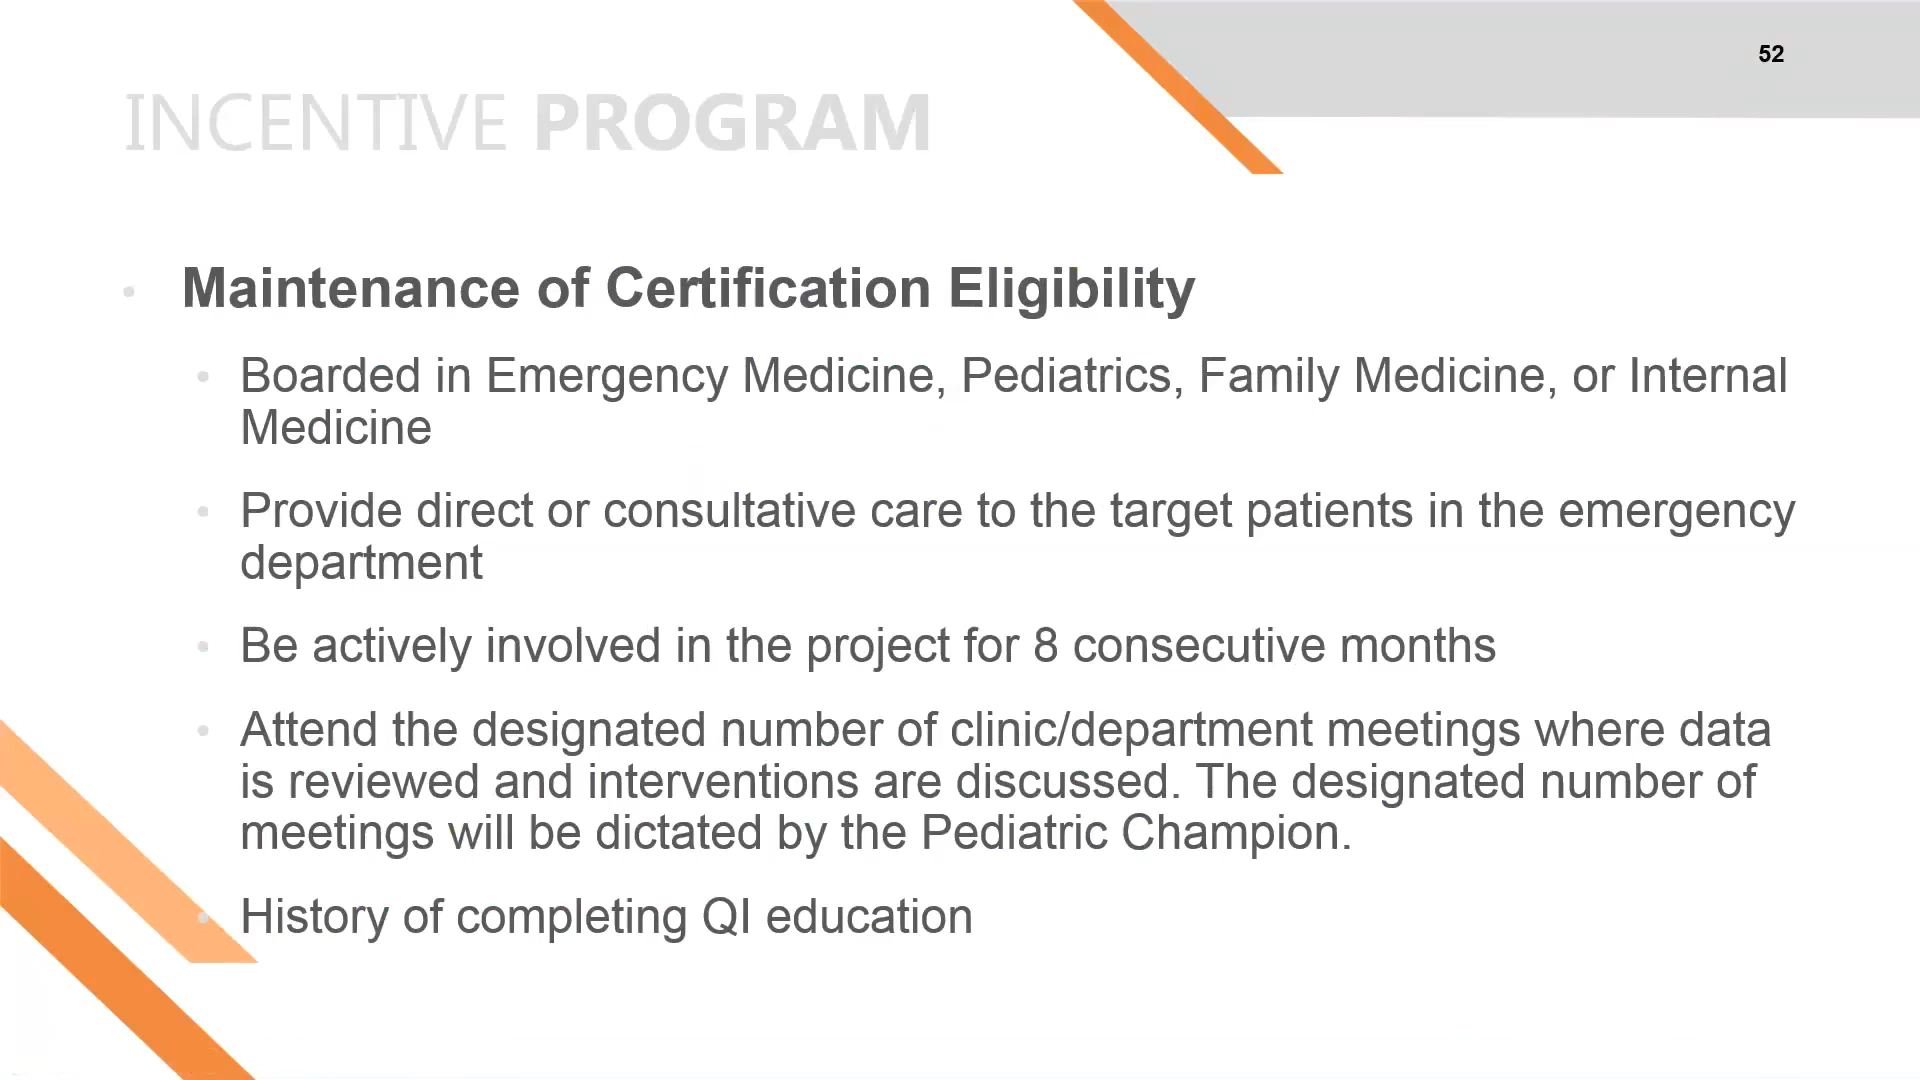 52
INCENTIVE PROGRAM
• Maintenance of Certification Eligibility
• Boarded in Emergency Medicine, Pediatrics, Family Medicine, or Internal
Medicine
• Provide direct or consultative care to the target patients in the emergency
department
• Be actively involved in the project for 8 consecutive months
• Attend the designated number of clinic/department meetings where data
is reviewed and interventions are discussed. The designated number of
meetings will be dictated by the Pediatric Champion.
• History of completing QI education